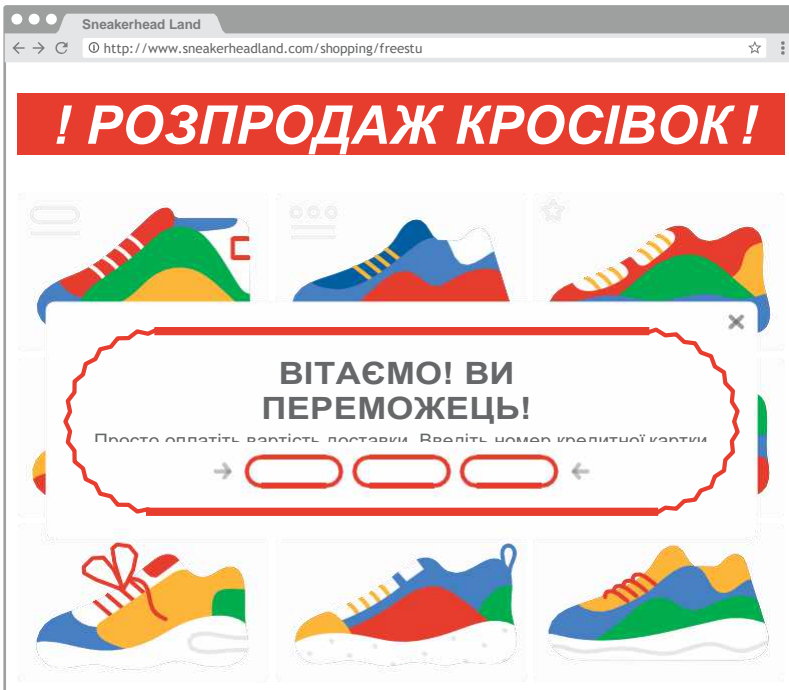 Sneakerhead Land
http://www.sneakerheadland.com/shopping/freestu
! РОЗПРОДАЖ КРОСІВОК !
ВІТАЄМО! ВИ
ПЕРЕМОЖЕЦЬ!
Просто оплатіть вартість доставки. Введіть номер кредитної картки